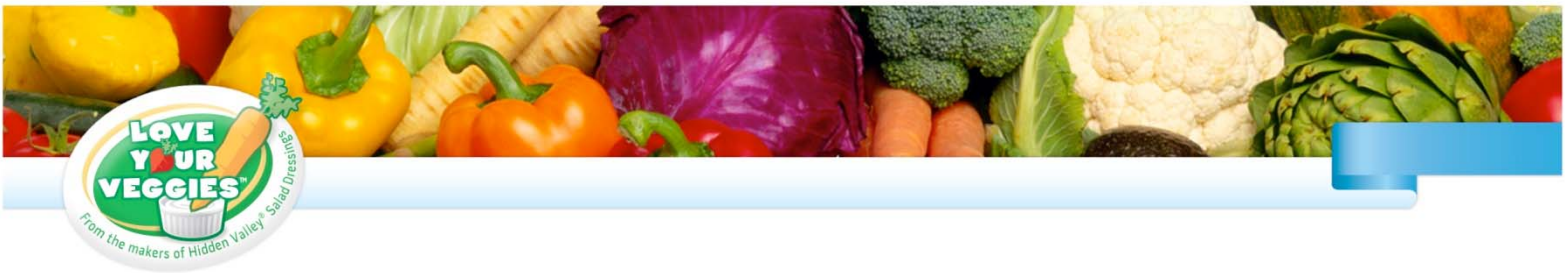 LOVE
YOUR
VEGGIES™
From the makers of Hidden Valley® Salad Dressings